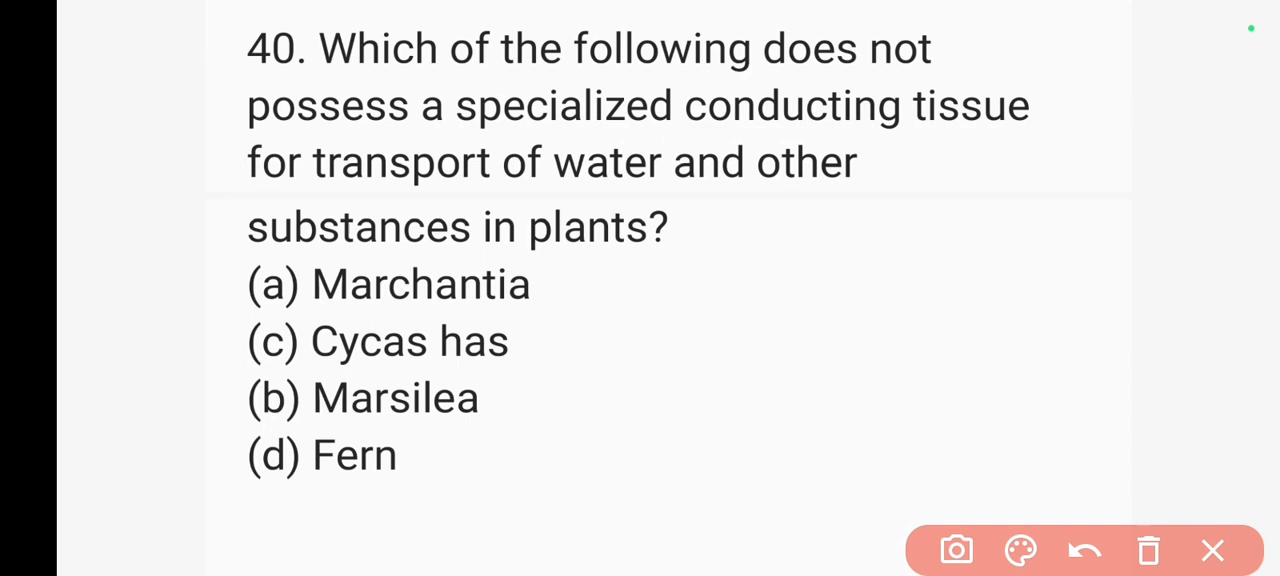 40. Which of the following does not
possess a specialized conducting tissue
for transport of water and other
substances in plants?
(a) Marchantia
(c) Cycas has
(b) Marsilea
(d) Fern